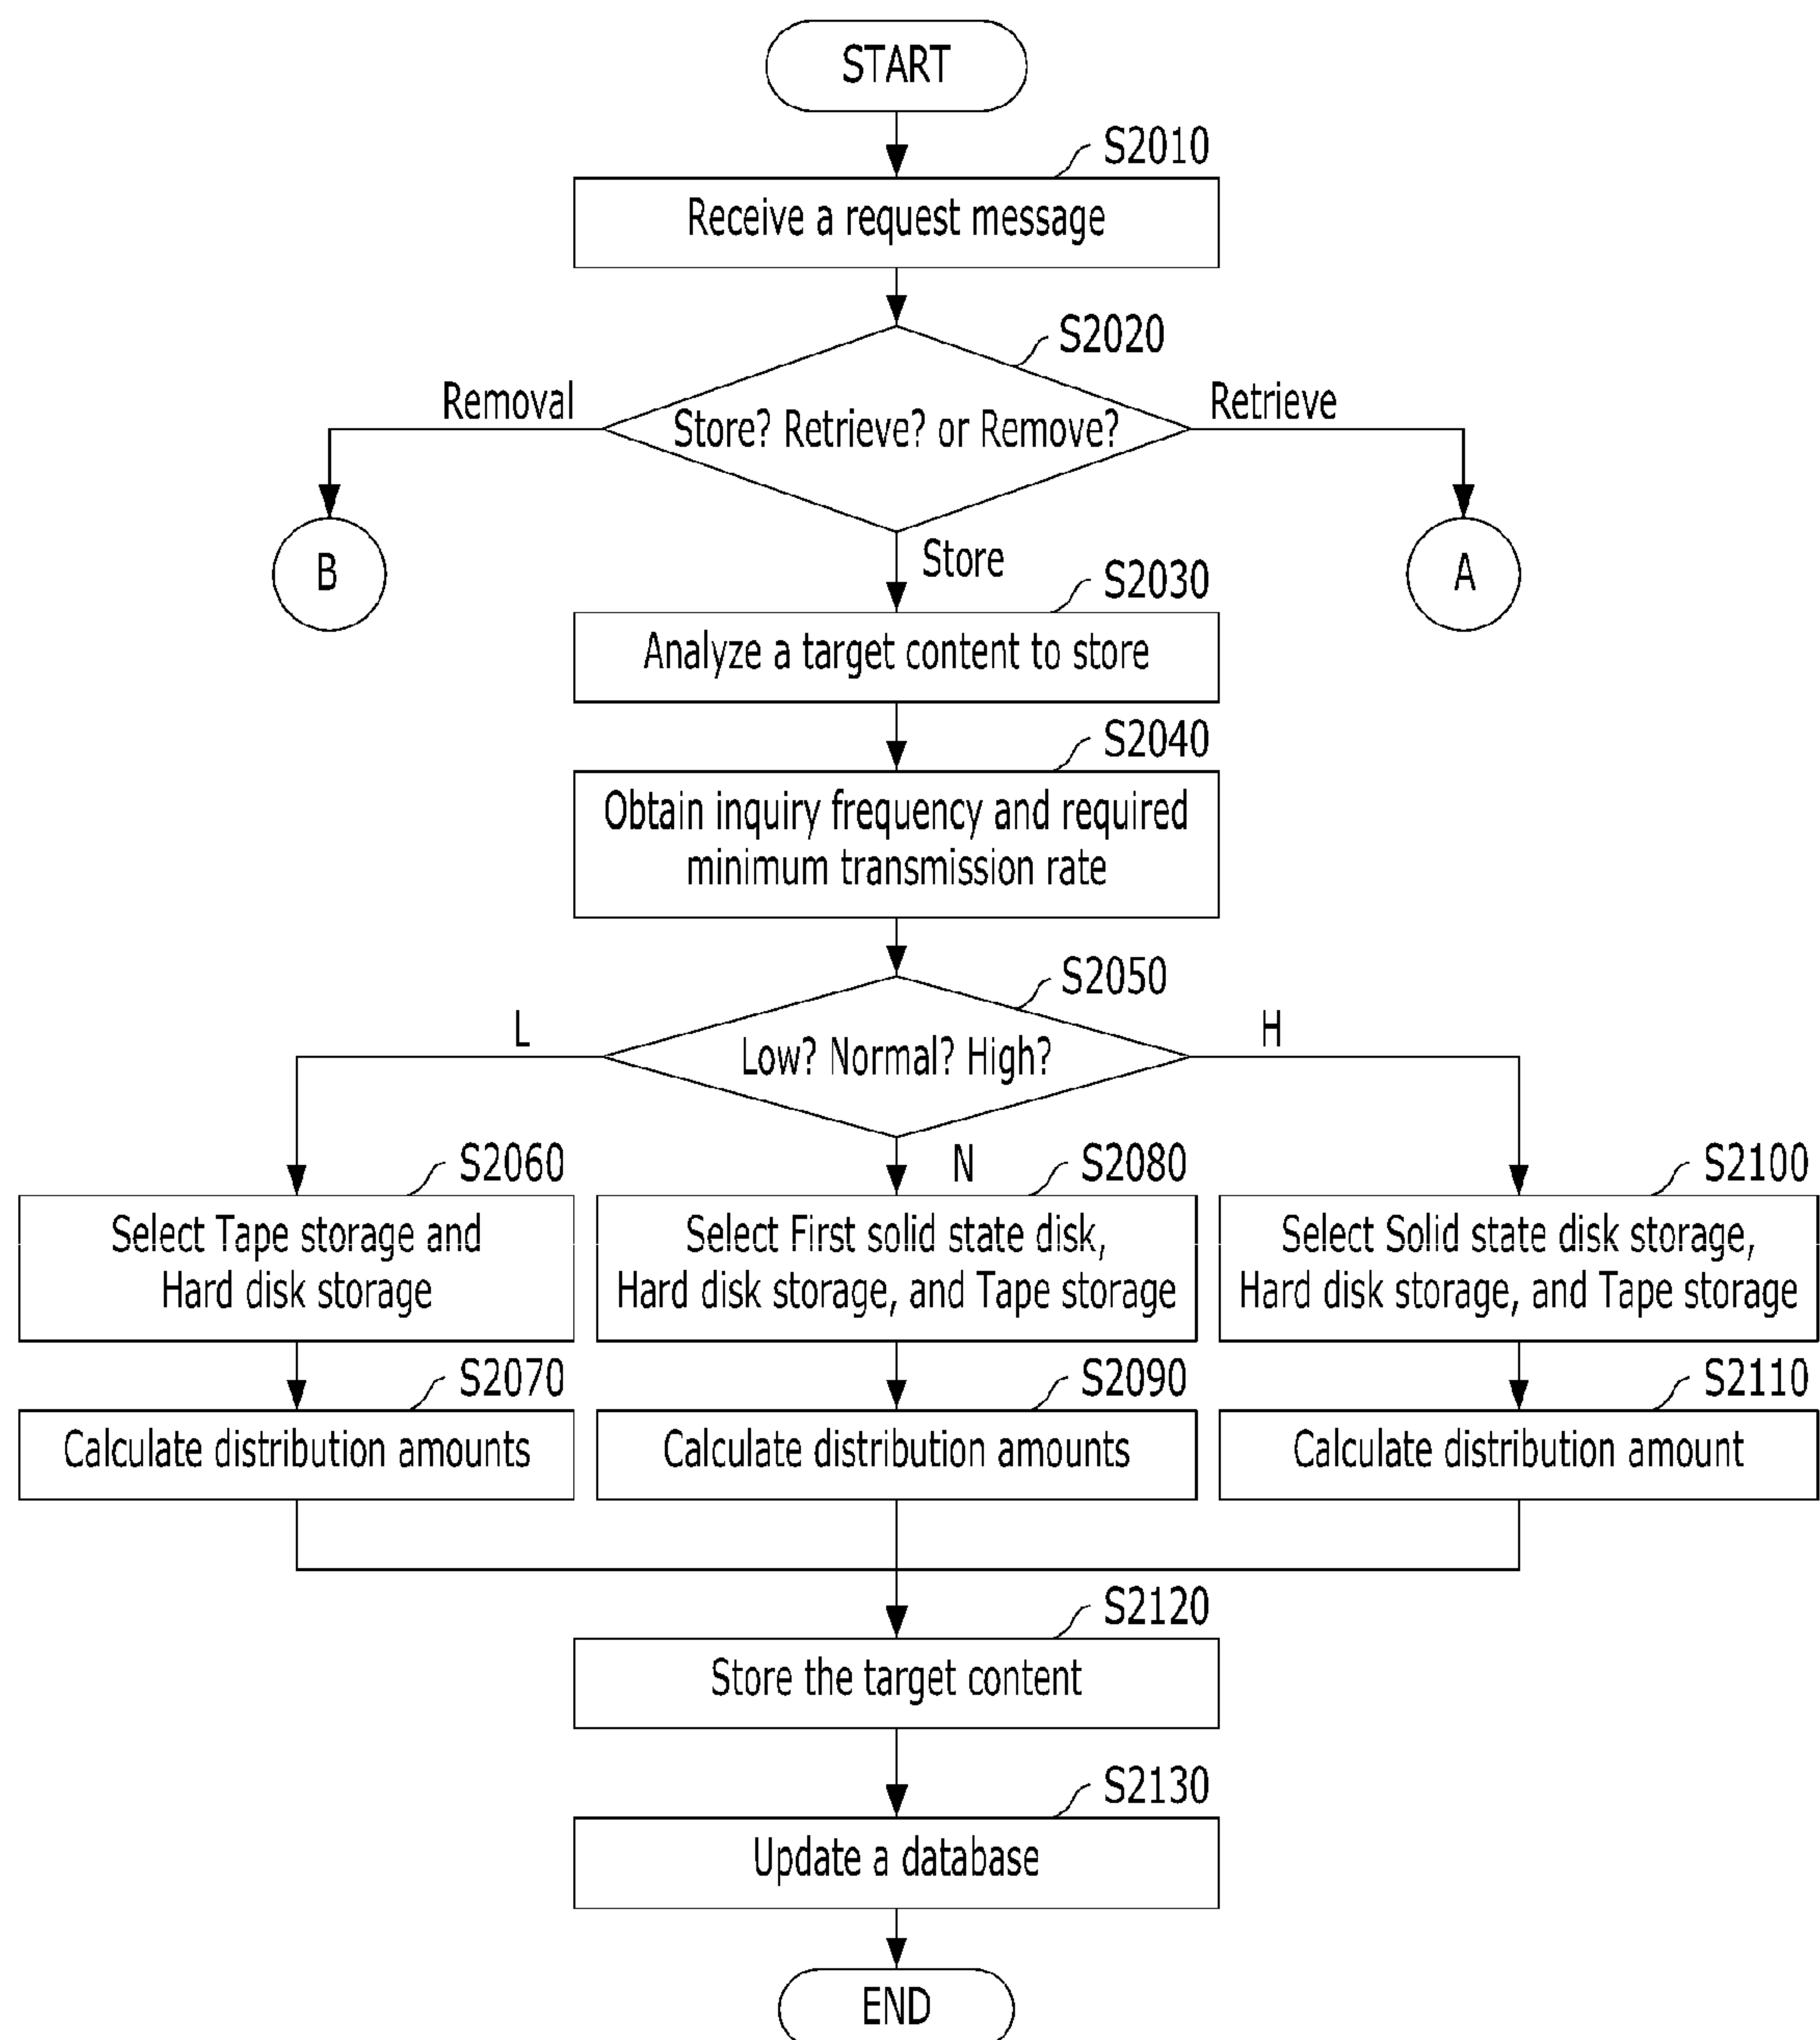 START
S2010
Receive a request message
S2020
Removal
Store? Retrieve? or Remove?
Retrieve
B
Store
A
S2030
Analyze a target content to store
S2040
Obtain inquiry frequency and required
minimum transmission rate
S2050
L
Low? Normal? High?
H
N
S2060
Select Tape storage and
Hard disk storage
S2080
Select First solid state disk,
Hard disk storage, and Tape storage
S2100
Select Solid state disk storage,
Hard disk storage, and Tape storage
S2070
Calculate distribution amounts
S2090
Calculate distribution amounts
S2110
Calculate distribution amount
S2120
Store the target content
S2130
Update a database
END